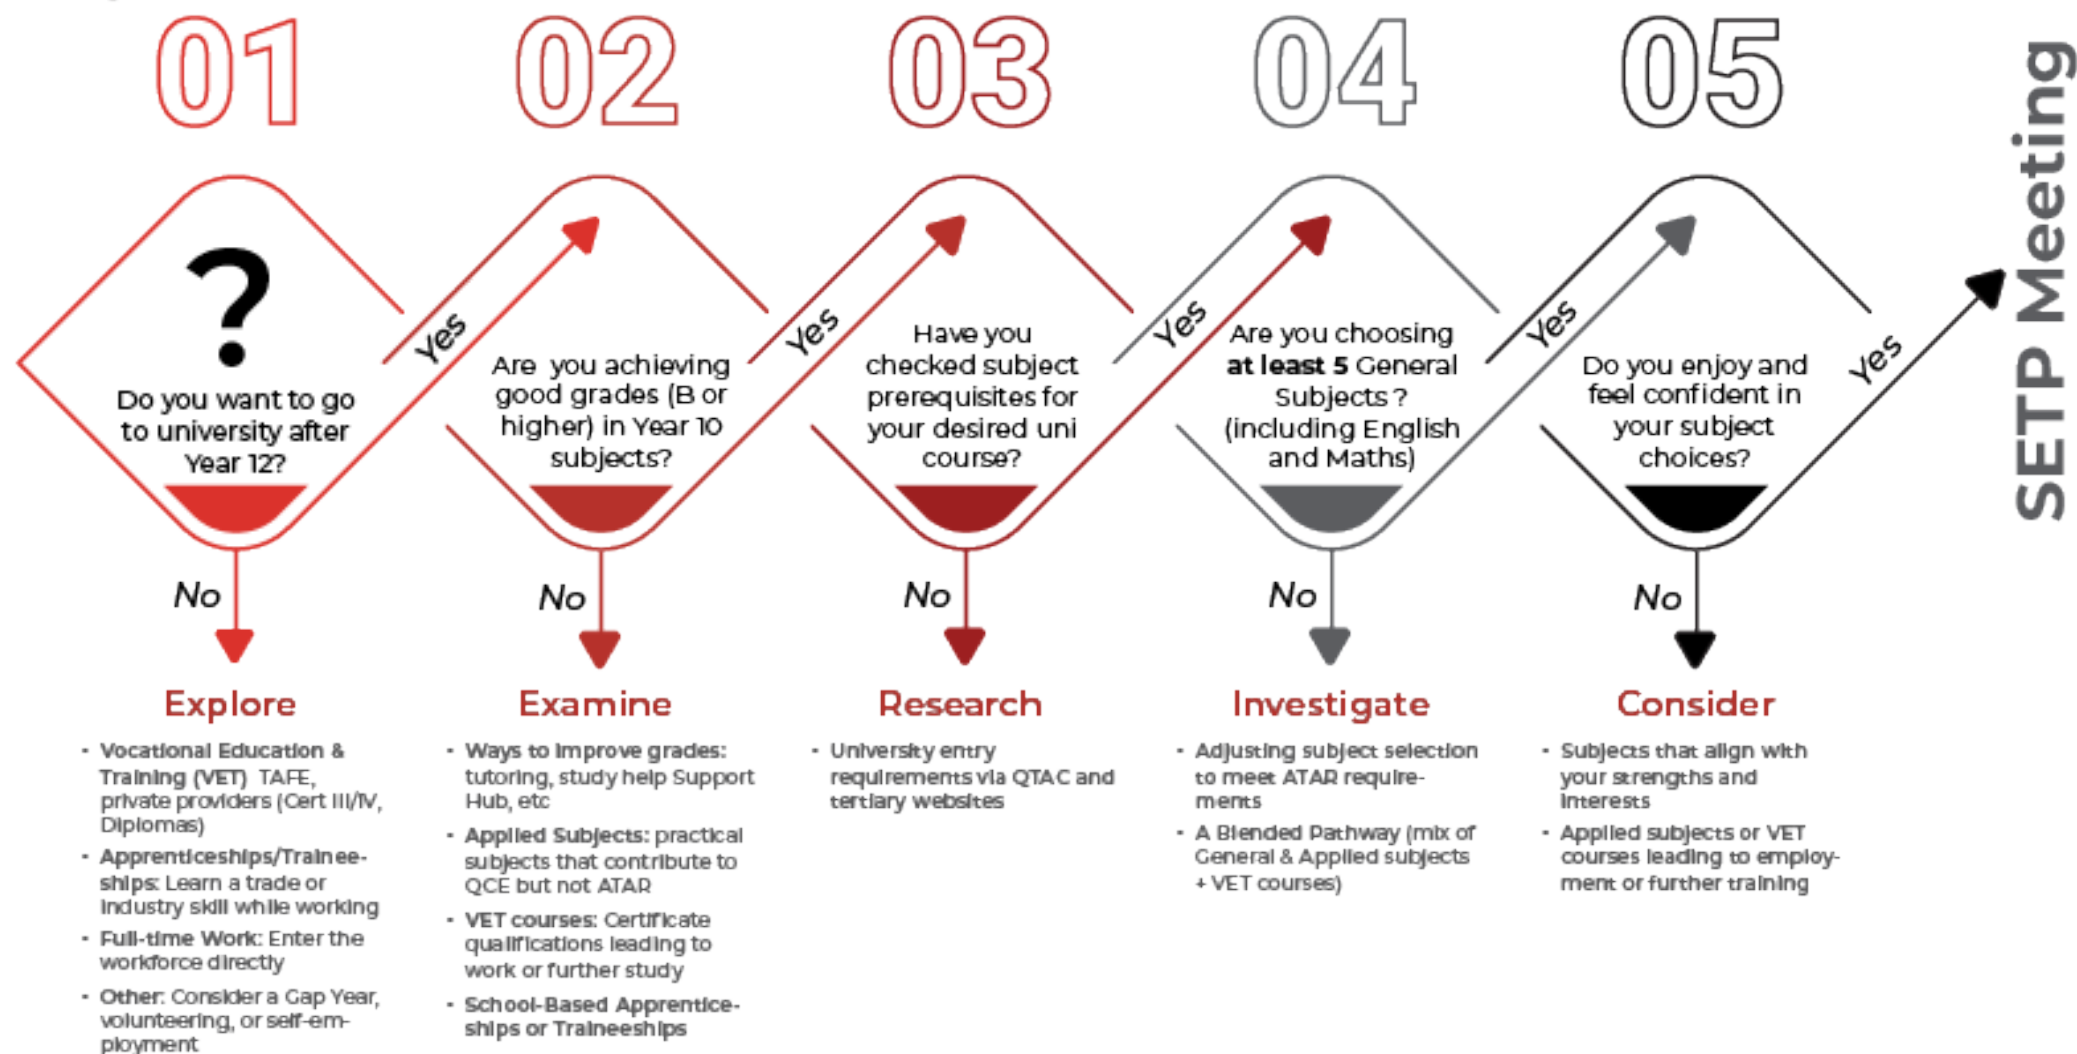 01
02
03
04
05
SETP Meeting
?
Do you want to go
to university after
Year 12?
Yes
No
Are you achieving
good grades (B or
higher) in Year 10
subjects?
Yes
No
Have you
checked subject
prerequisites for
your desired uni
course?
Yes
No
Are you choosing
at least 5 General
Subjects ?
(including English
and Maths)
Yes
No
Do you enjoy and
feel confident in
your subject
choices?
Yes
No
Explore
· Vocational Education &
Training (VET) TAFE,
private providers (Cert III/IV,
Diplomas)
· Apprenticeships/Trainee-
ships: Learn a trade or
industry skill while working
· Full-time Work: Enter the
workforce directly
· Other: Consider a Gap Year,
volunteering, or self-em-
ployment
Examine
· Ways to improve grades:
tutoring, study help Support
Hub, etc
· Applied Subjects: practical
subjects that contribute to
QCE but not ATAR
· VET courses: Certificate
qualifications leading to
work or further study
· School-Based Apprentice-
ships or Traineeships
Research
· University entry
requirements via QTAC and
tertiary websites
Investigate
· Adjusting subject selection
to meet ATAR require-
ments
· A Blended Pathway (mix of
General & Applied subjects
+ VET courses)
Consider
· Subjects that align with
your strengths and
interests
· Applied subjects or VET
courses leading to employ-
ment or further training